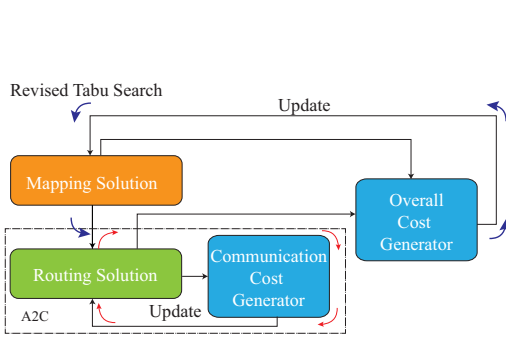 Revised Tabu Search
Update
Mapping Solution
Overall
Cost
Generator
Routing Solution
Communication
Cost
Generator
A2C
Update